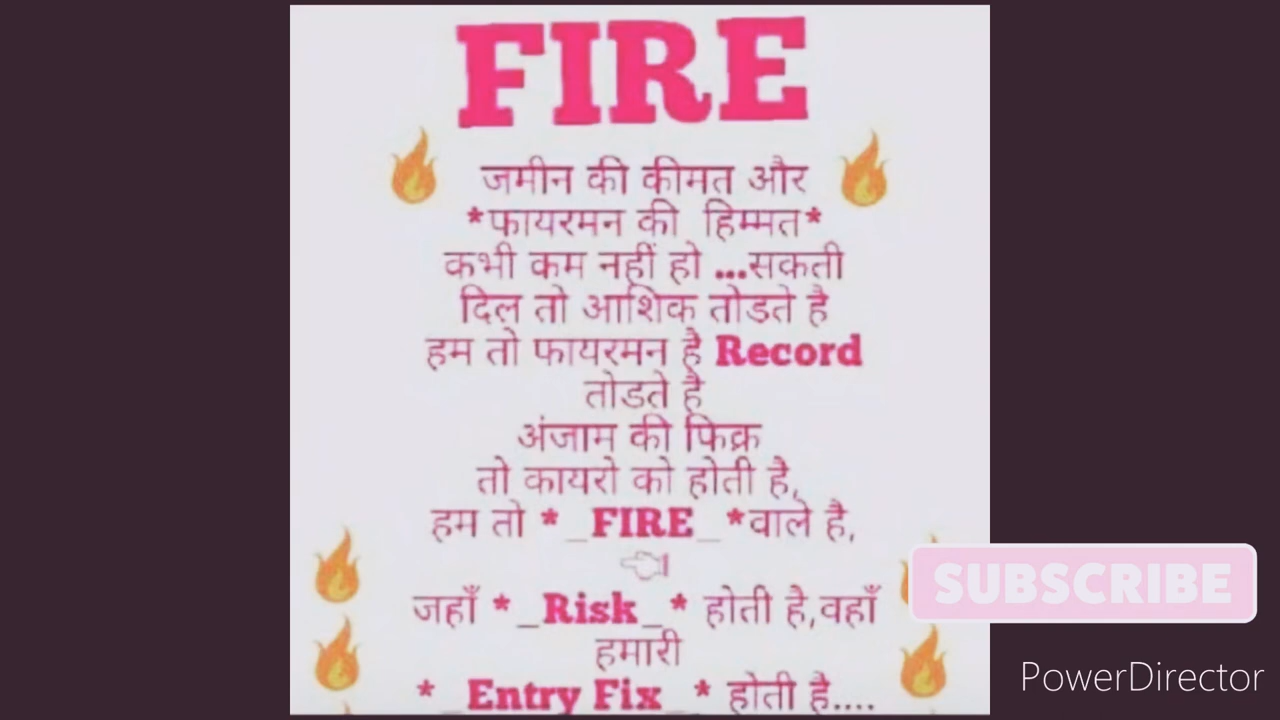 FIRE
जमीन की कीमत और
*फायरमन की हिम्मत*
कभी कम नहीं हो ...सकती
दिल तो आशिक तोडते है
हम तो फायरमन है Record
तोडते है
अंजाम की फिक्र
तो कायरो को होती है,
हम तो *_FIRE_*वाले है,
जहाँ *_Risk_* होती है,वहाँ
हमारी
*_Entry Fix_* होती है....
SUBSCRIBE
PowerDirector